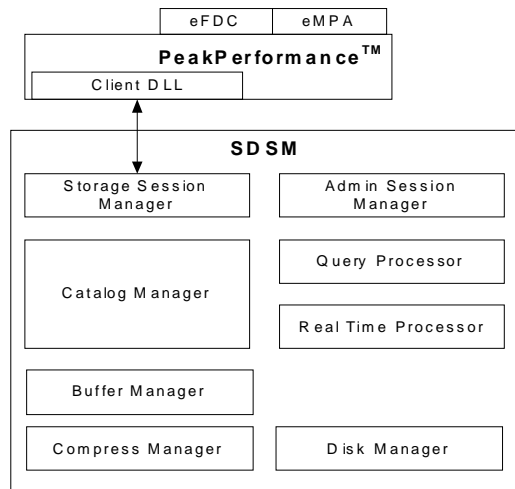 eFDC eMPA
PeakPerformance™
Client DLL
SDSM
Storage Session
Manager
Admin Session
Manager
Catalog Manager
Query Processor
Real Time Processor
Buffer Manager
Compress Manager
Disk Manager